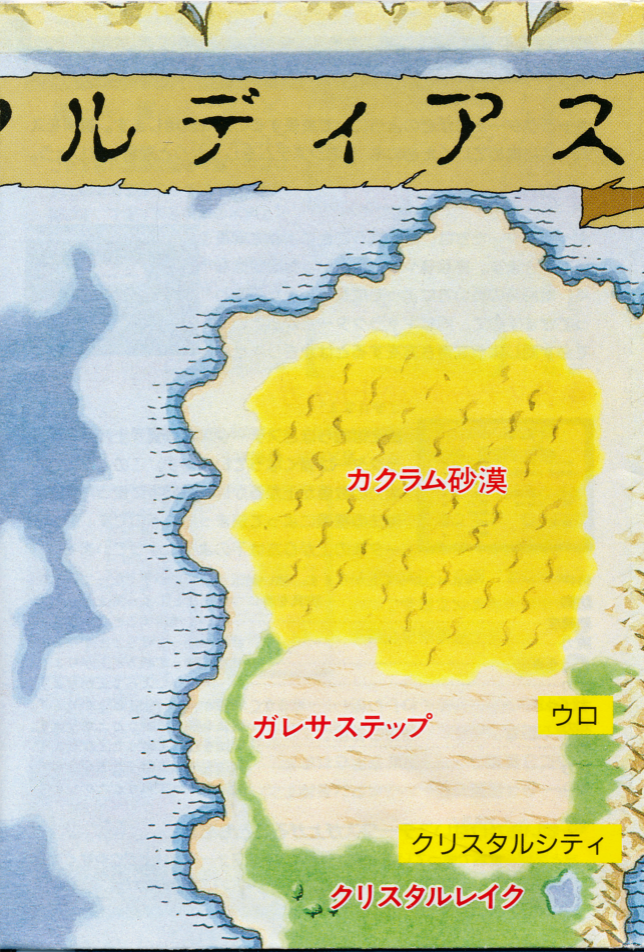 ルディアス
カクラム砂漠
ウロ
ガレサステップ
クリスタルシティ
クリスタルレイク